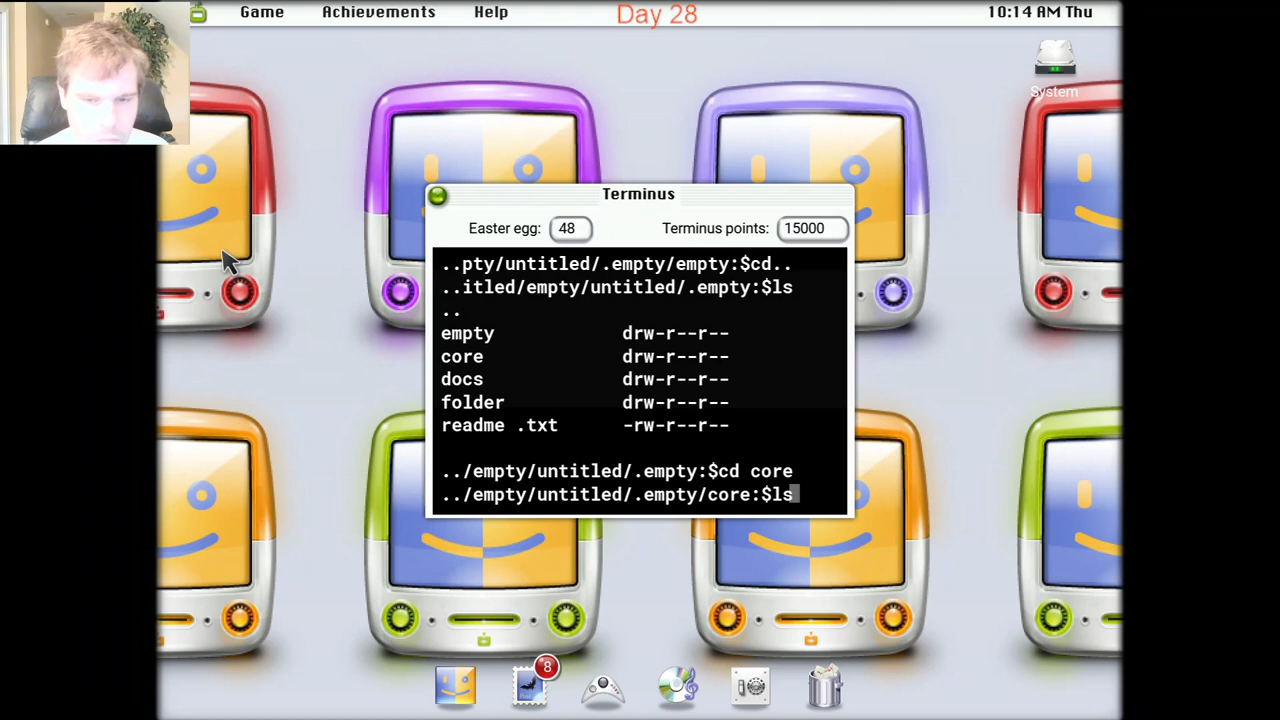 Game Achievements Help Day 28 10:14 AM Thu
System
Terminus
Easter egg: 48 Terminus points: 15000
..pty/untitled/.empty/empty:$cd..
..itled/empty/untitled/.empty:$ls
..
empty drw-r--r--
core drw-r--r--
docs drw-r--r--
folder drw-r--r--
readme .txt -rw-r--r--
../empty/untitled/.empty:$cd core
../empty/untitled/.empty/core:$ls
8